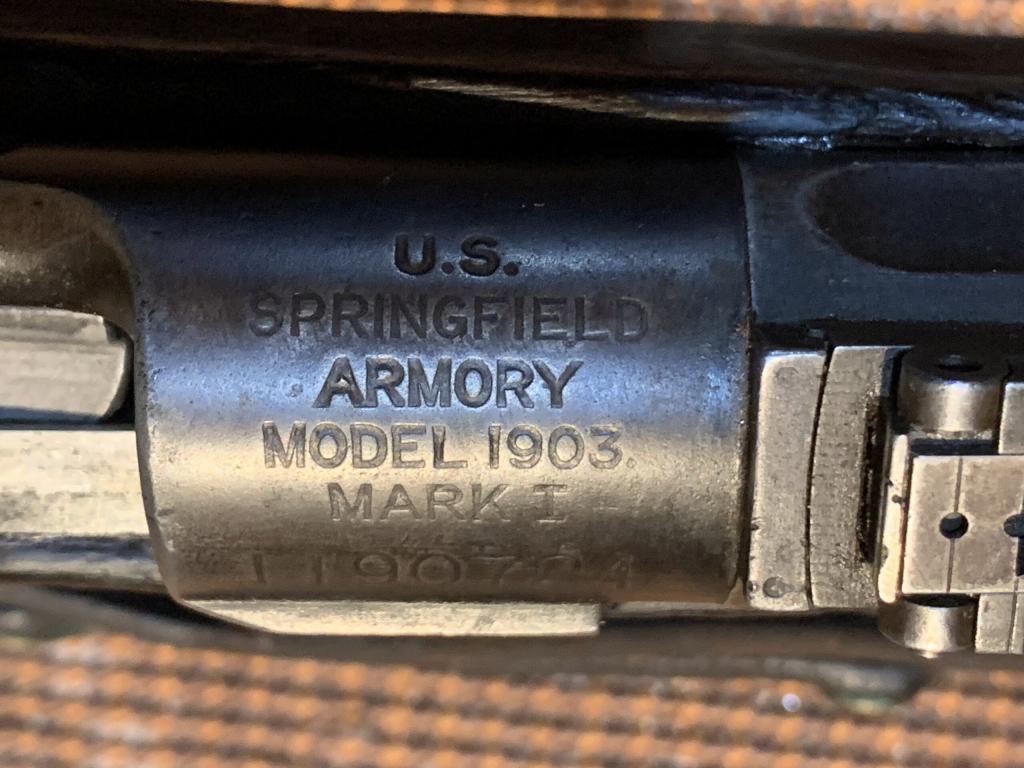 U.S.
SPRINGFIELD
ARMORY
MODEL 1903.
MARK I